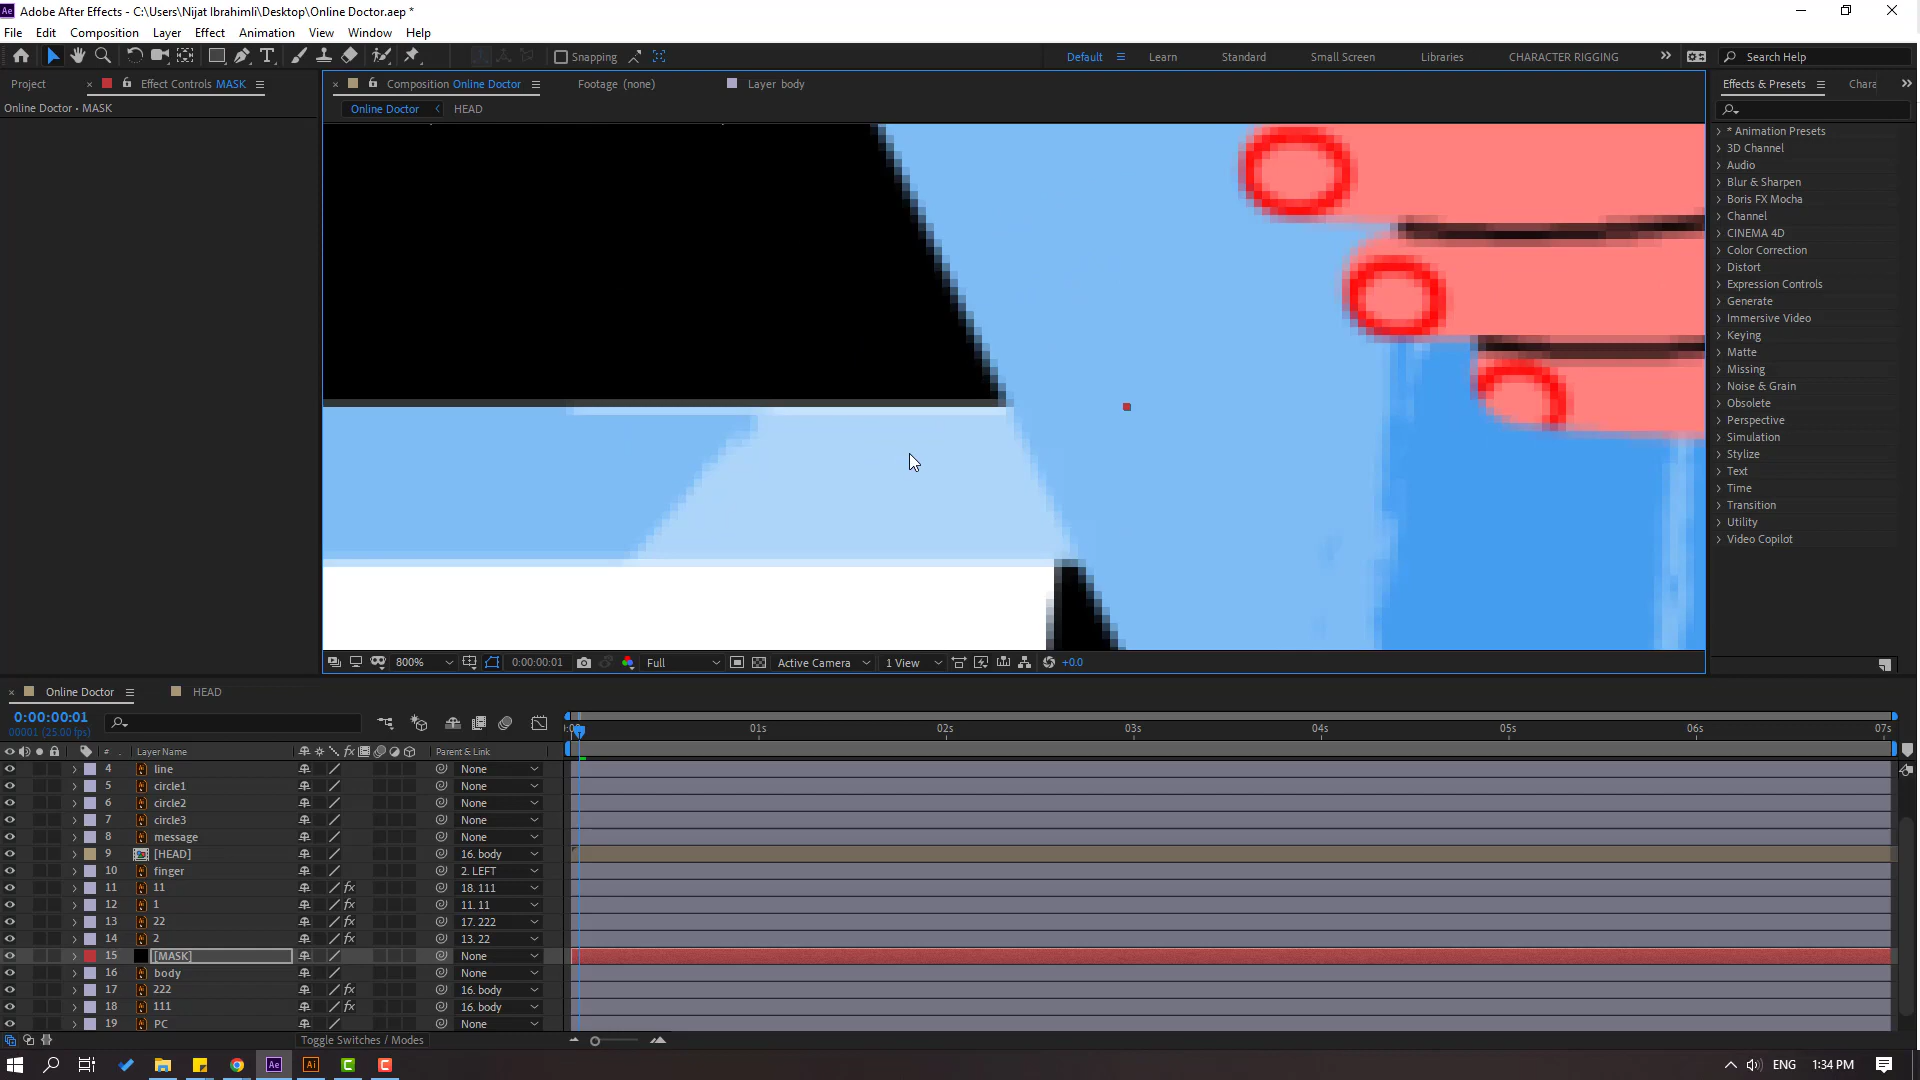 Adobe After Effects - C:\Users\Nijat Ibrahimli\Desktop\Online Doctor.aep *
File Edit Composition Layer Effect Animation View Window Help
Snapping
Default Learn Standard Small Screen Libraries CHARACTER RIGGING Search Help
Project Effect Controls MASK Composition Online Doctor Footage (none) Layer body Effects & Presets Chara
Online Doctor • MASK
Online Doctor HEAD
* Animation Presets
3D Channel
Audio
Blur & Sharpen
Boris FX Mocha
Channel
CINEMA 4D
Color Correction
Distort
Expression Controls
Generate
Immersive Video
Keying
Matte
Missing
Noise & Grain
Obsolete
Perspective
Simulation
Stylize
Text
Time
Transition
Utility
Video Copilot
800% 0:00:00:01 Full Active Camera 1 View +0.0
Online Doctor HEAD
0:00:00:01
00001 (25.00 fps)
01s 02s 03s 04s 05s 06s 07s
# Layer Name Parent & Link
4 line None
5 circle1 None
6 circle2 None
7 circle3 None
8 message None
9 [HEAD] 16. body
10 finger 2. LEFT
11 11 fx 18. 111
12 1 fx 11. 11
13 22 fx 17. 222
14 2 fx 13. 22
15 [MASK] None
16 body None
17 222 fx 16. body
18 111 fx 16. body
19 PC None
Toggle Switches / Modes
ENG 1:34 PM